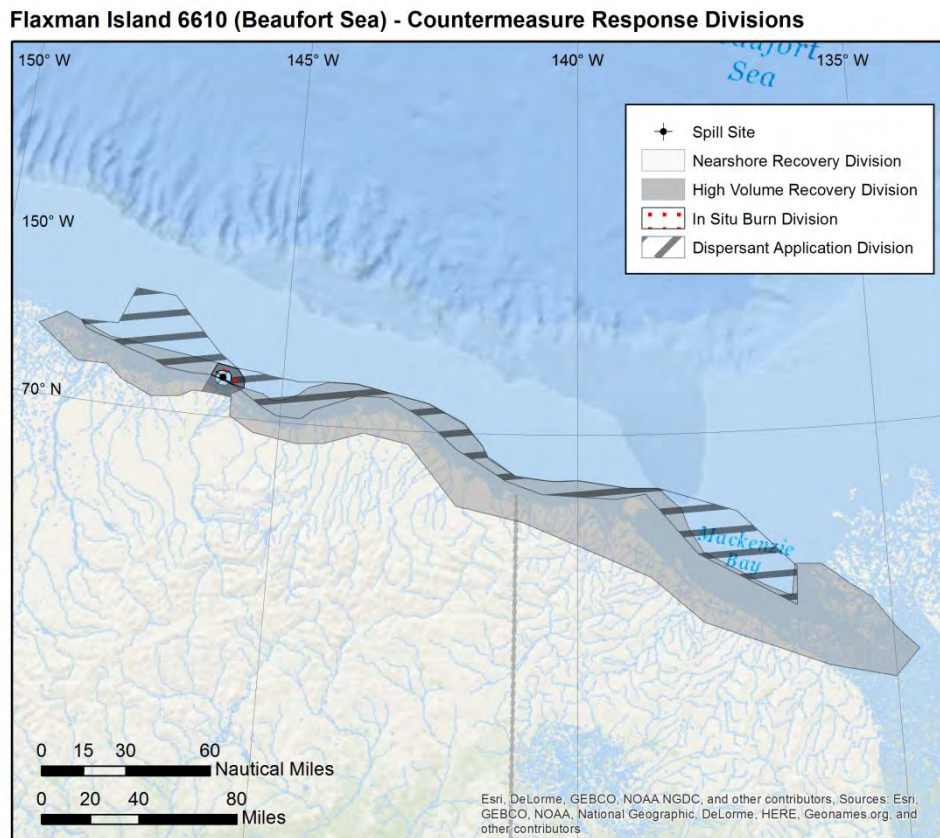 Flaxman Island 6610 (Beaufort Sea) - Countermeasure Response Divisions
150° W
145° W
140° W
135° W
Sea
Spill Site
Nearshore Recovery Division
High Volume Recovery Division
In Situ Burn Division
Dispersant Application Division
150° W
70° N
Mackenzie
Bay
0 15 30 60
Nautical Miles
0 20 40 80
Miles
Esri, DeLorme, GEBCO, NOAA NGDC, and other contributors, Sources: Esri,
GEBCO, NOAA, National Geographic, DeLorme, HERE, Geonames.org, and
other contributors